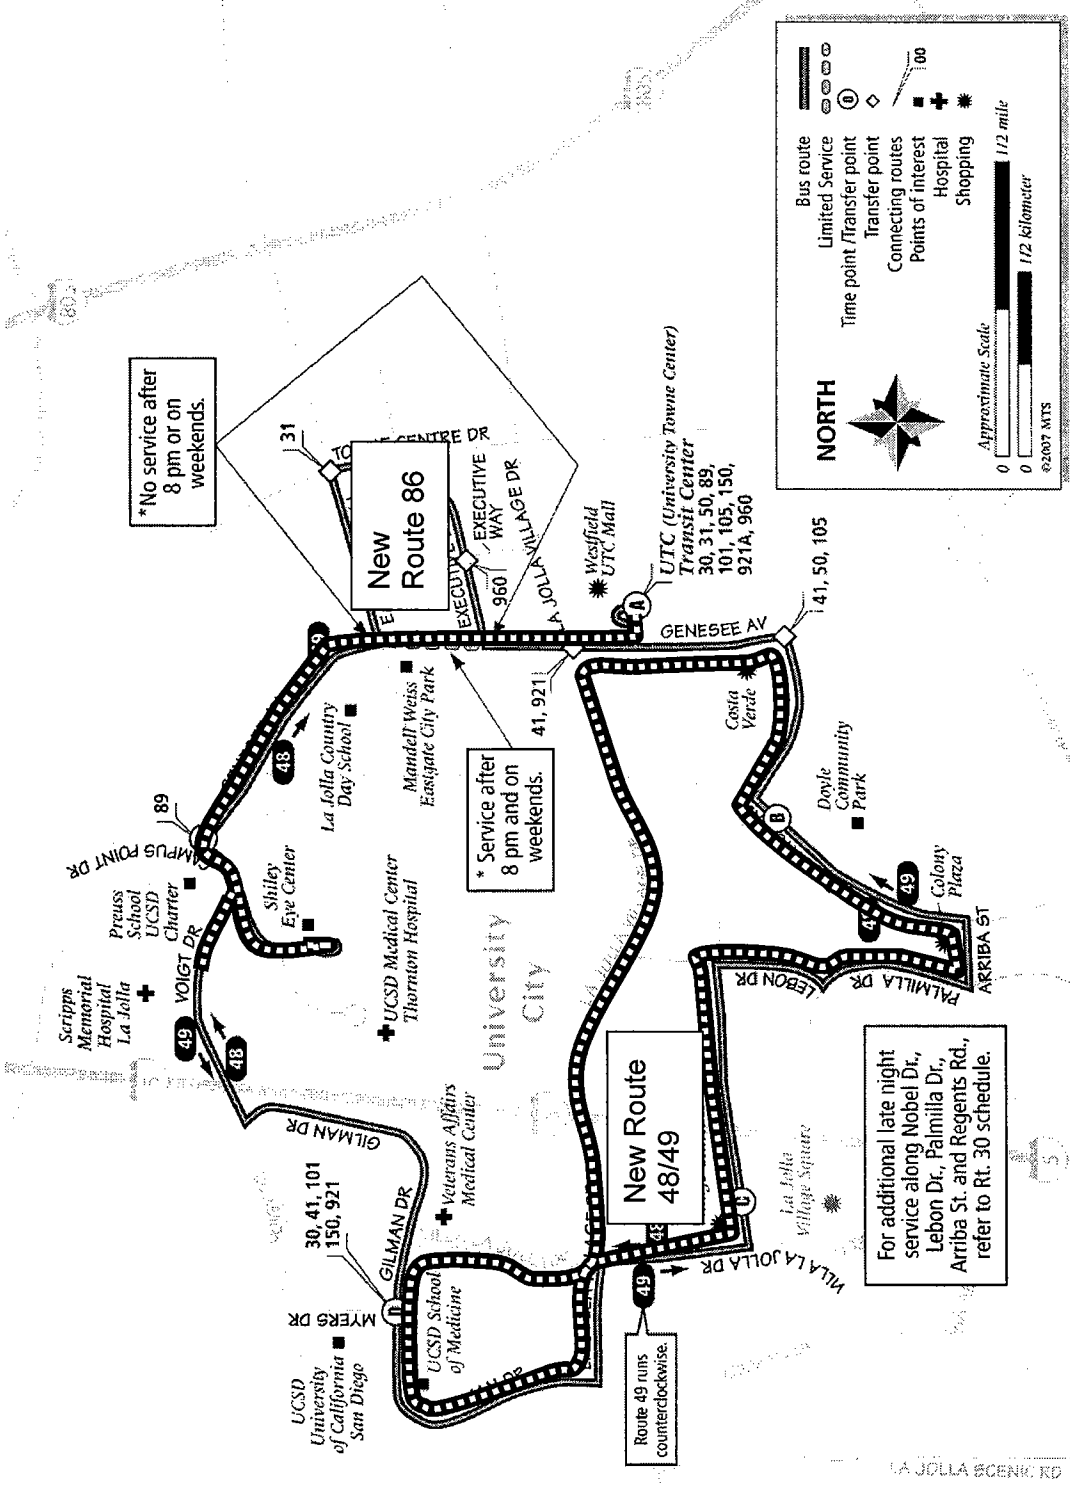 *No service after
8 pm or on
weekends.
31
TO
CENTRE DR
New
Route 86
EXECUTIVE
WAY
EXECUTIVE
960
LA JOLLA VILLAGE DR
Westfield
UTC Mall
UTC (University Towne Center)
Transit Center
30, 31, 50, 89,
101, 105, 150,
921A, 960
A
GENESEE AV
41, 50, 105
41, 921
Costa
Verde
Doyle
Community
Park
B
Colony
Plaza
49
ARRIBA ST
PALMILLA DR
LEBON DR
89
CAMPUS POINT DR
48
La Jolla Country
Day School
Mandell Weiss
Eastgate City Park
* Service after
8 pm and on
weekends.
Preuss
School
UCSD
Charter
Shiley
Eye Center
UCSD Medical Center
Thornton Hospital
Scripps
Memorial
Hospital
La Jolla
VOIGT DR
49
48
University
City
GILMAN DR
Veterans Affairs
Medical Center
30, 41, 101
150, 921
GILMAN DR
MYERS DR
D
UCSD
University
of California
San Diego
UCSD School
of Medicine
New Route
48/49
C
48
49
VILLA LA JOLLA DR
La Jolla
Village Square
Route 49 runs
counterclockwise.
For additional late night
service along Nobel Dr.,
Lebon Dr., Palmilla Dr.,
Arriba St. and Regents Rd.,
refer to Rt. 30 schedule.
LA JOLLA SCENIC RD
805
805
5
NORTH
Bus route
Limited Service
Time point /Transfer point
Transfer point
Connecting routes
00
Points of interest
Hospital
Shopping
Approximate Scale
0 1/2 mile
0 1/2 kilometer
©2007 MTS